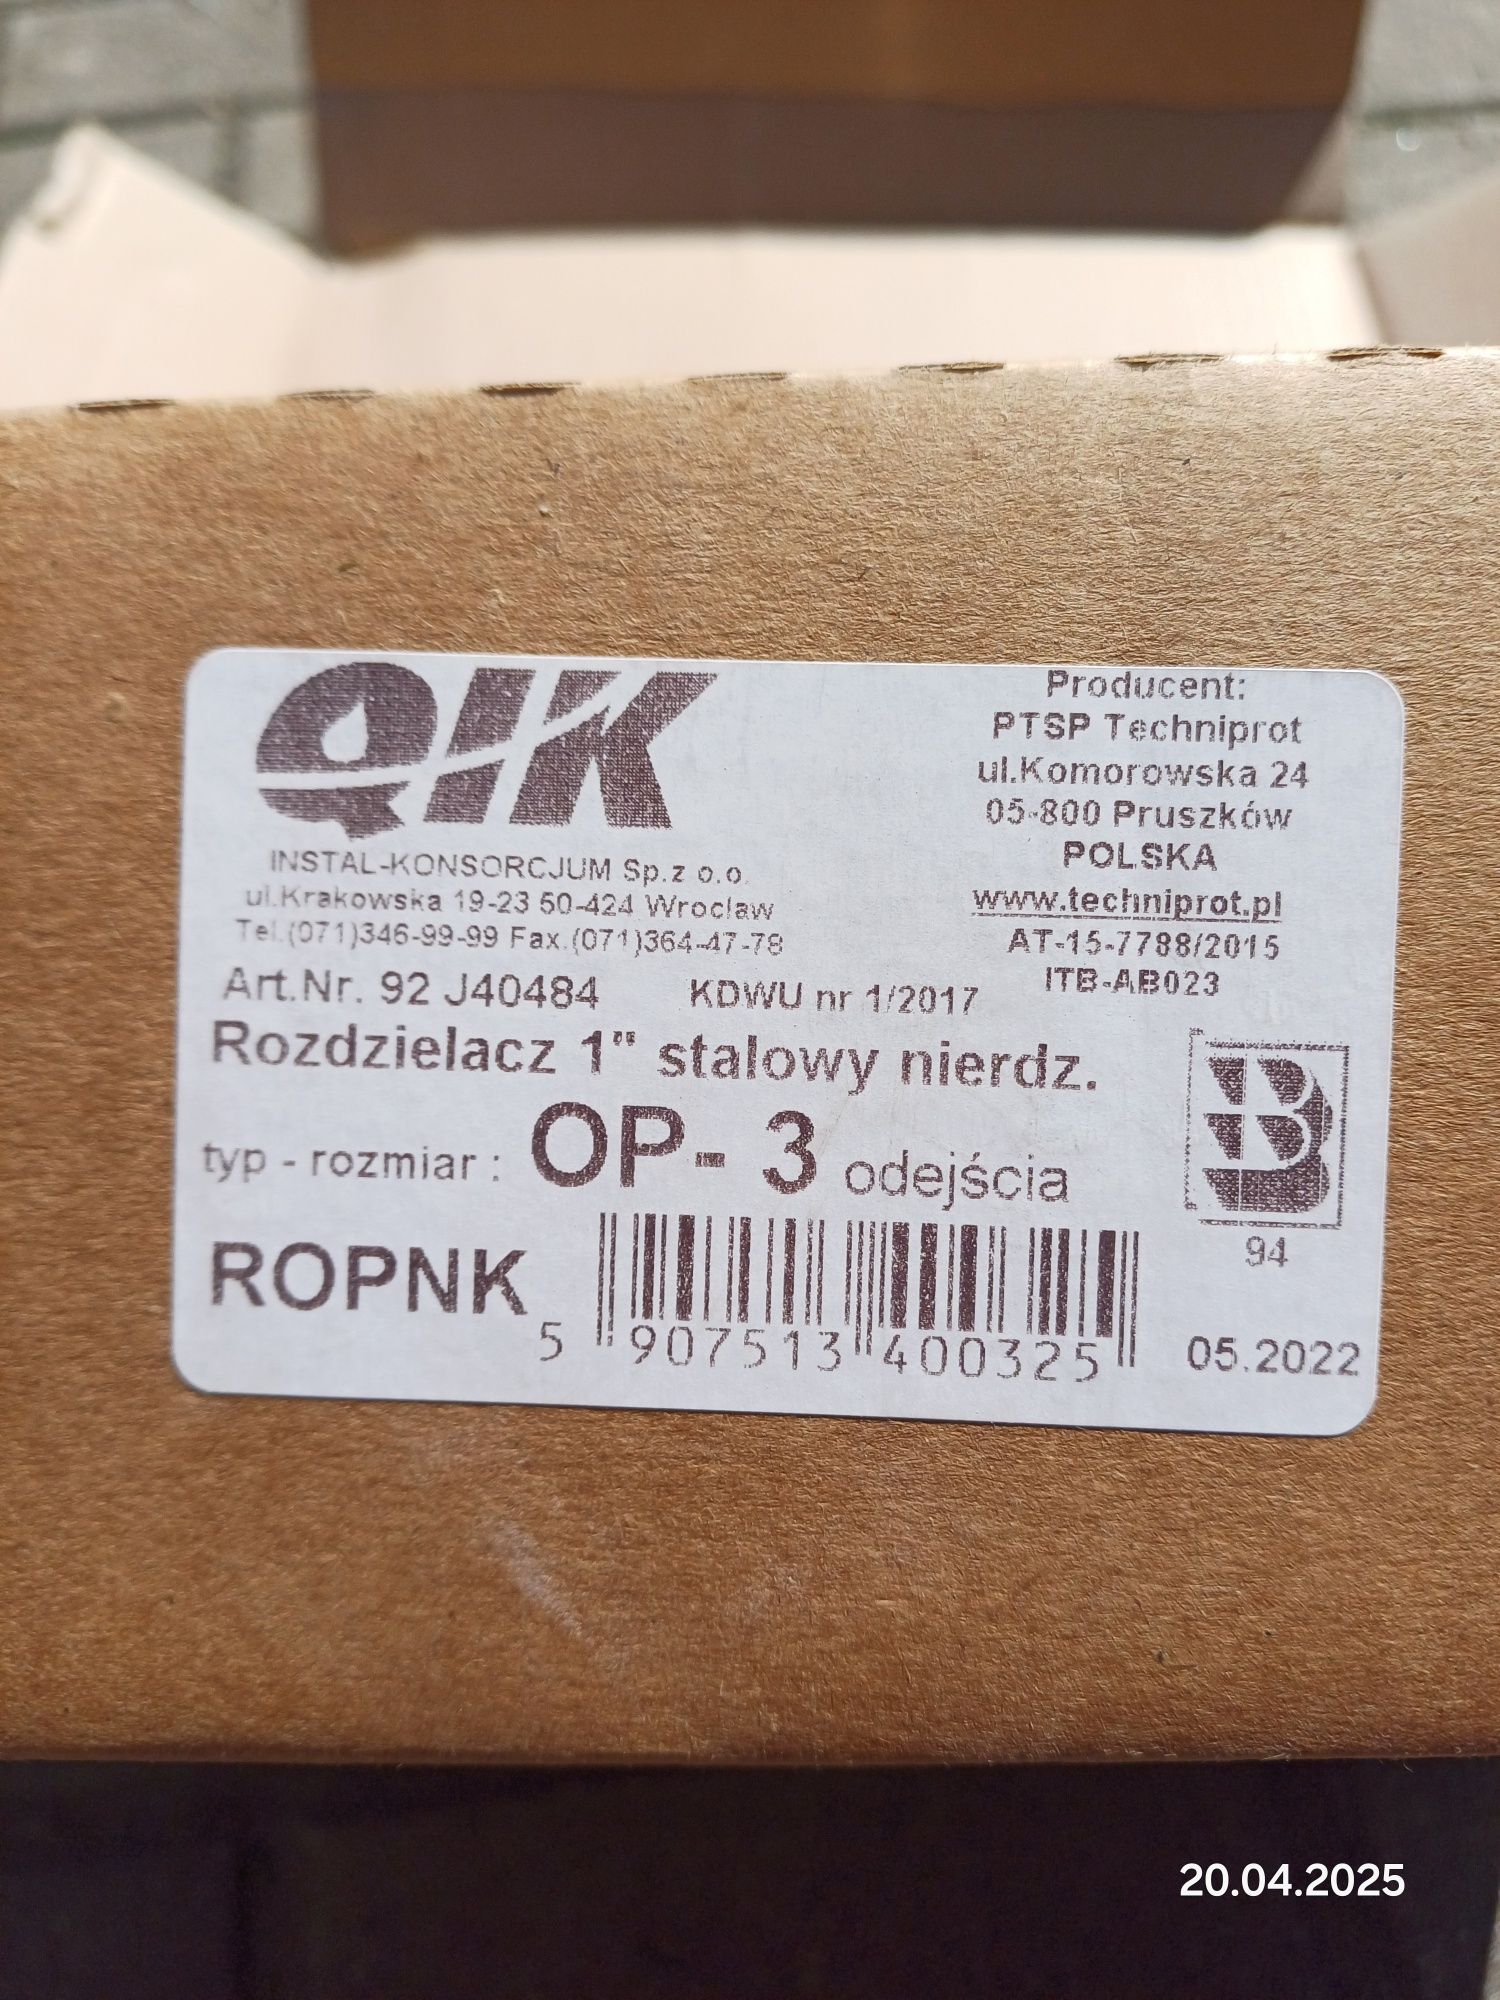 QIK
INSTAL-KONSORCJUM Sp.z o.o.
ul.Krakowska 19-23 50-424 Wroclaw
Tel.(071)346-99-99 Fax.(071)364-47-78
Producent:
PTSP Techniprot
ul.Komorowska 24
05-800 Pruszków
POLSKA
www.techniprot.pl
AT-15-7788/2015
ITB-AB023
Art.Nr. 92 J40484 KDWU nr 1/2017
Rozdzielacz 1" stalowy nierdz.
typ - rozmiar : OP- 3 odejścia
B
94
ROPNK
5 907513 400325
05.2022
20.04.2025